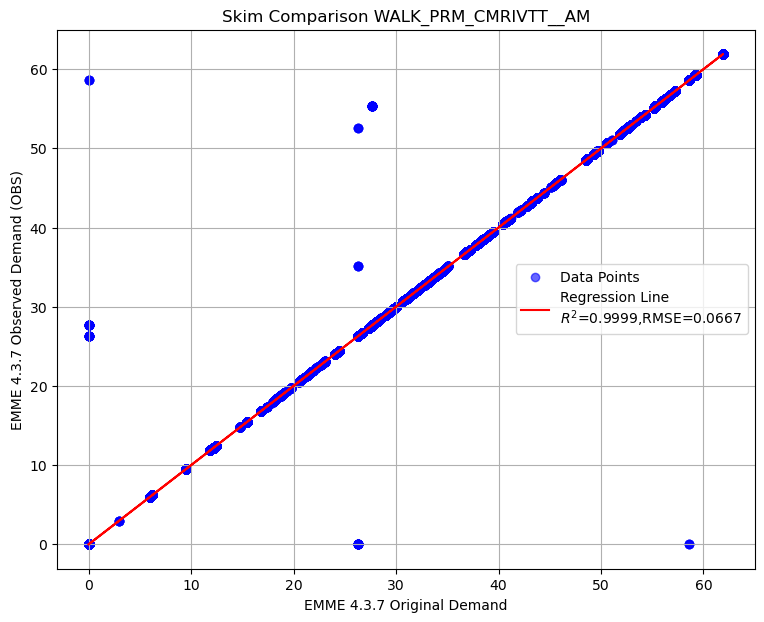 Skim Comparison WALK_PRM_CMRIVTT__AM
EMME 4.3.7 Observed Demand (OBS)
60
50
40
30
20
10
0
Data Points
Regression Line
R²=0.9999,RMSE=0.0667
0 10 20 30 40 50 60
EMME 4.3.7 Original Demand